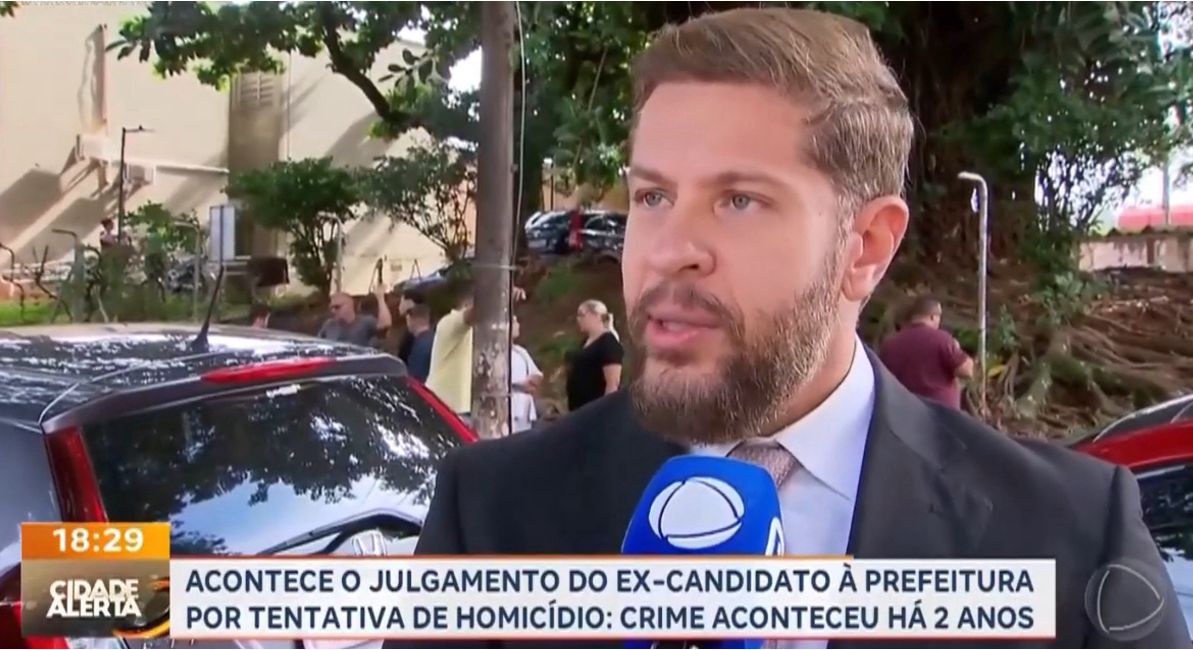 18:29
CIDADE
ALERTA
ACONTECE O JULGAMENTO DO EX-CANDIDATO À PREFEITURA
POR TENTATIVA DE HOMICÍDIO: CRIME ACONTECEU HÁ 2 ANOS